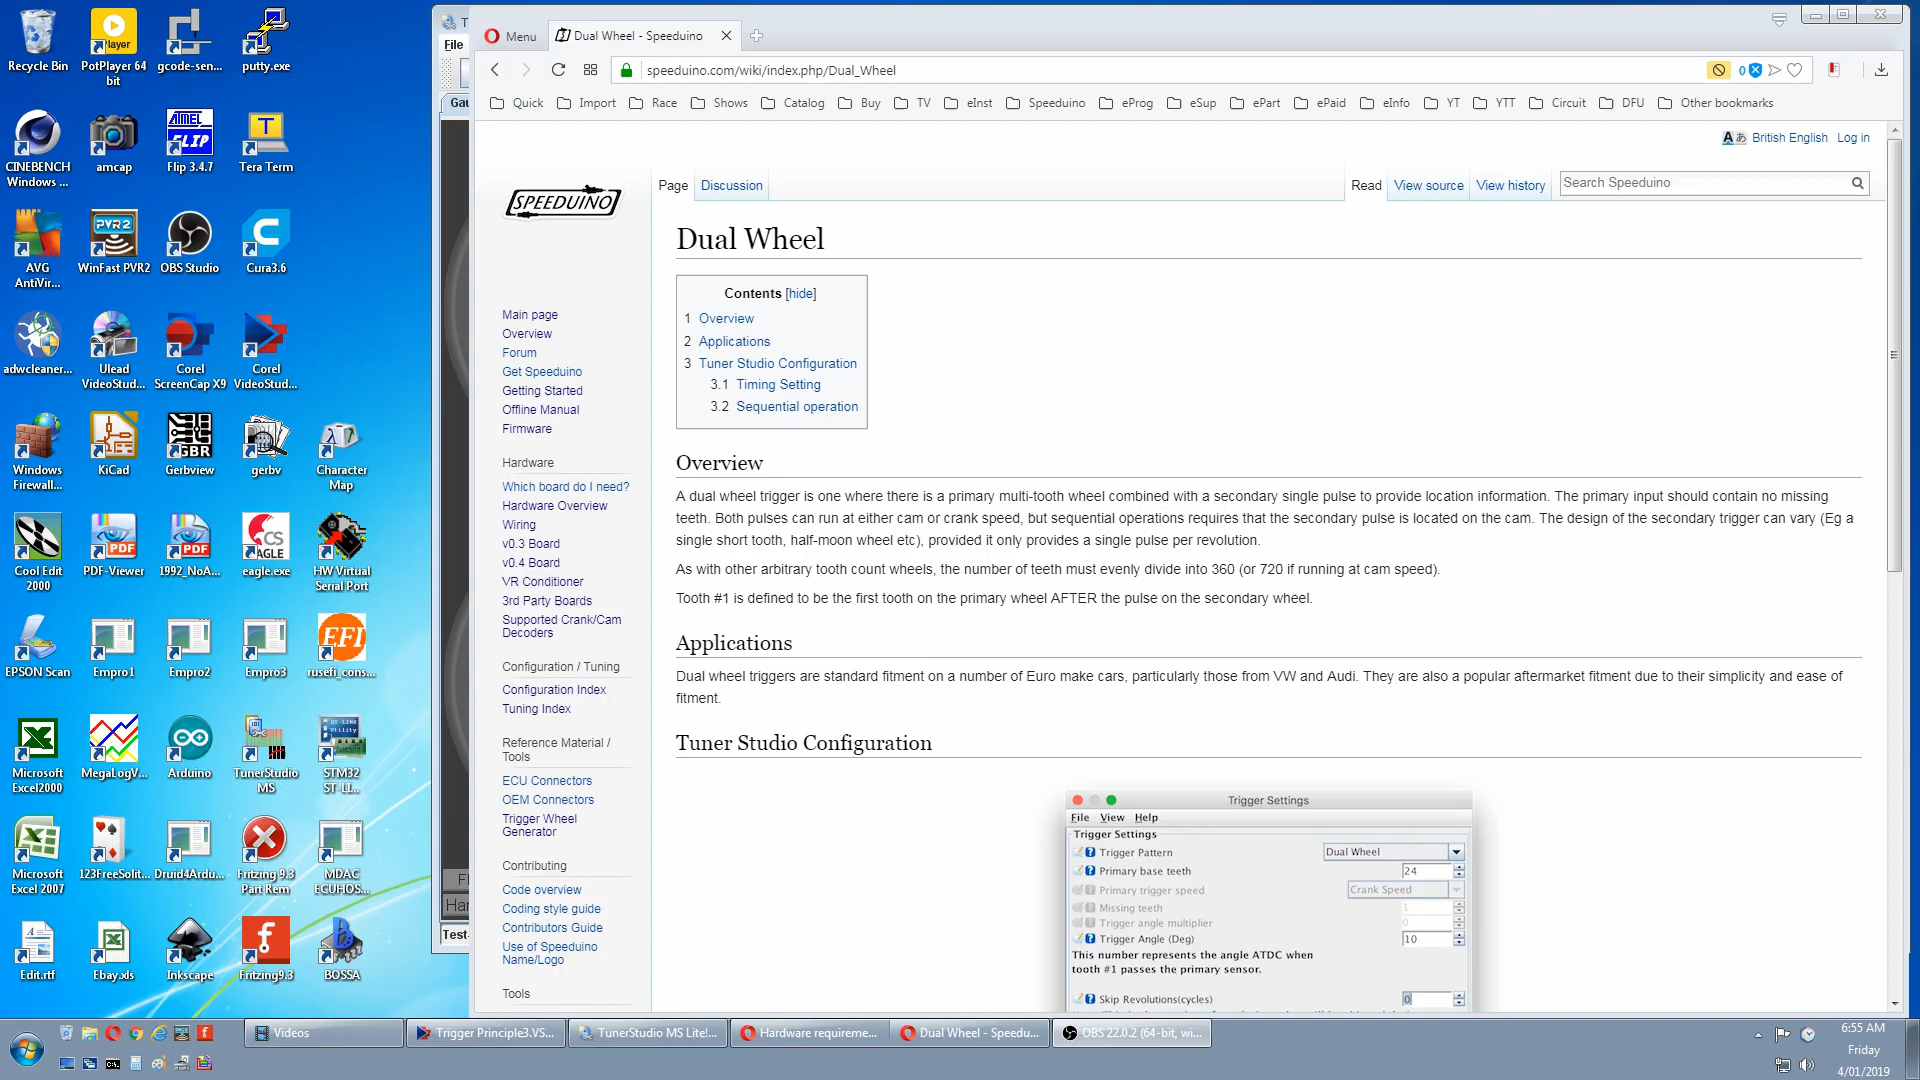 Recycle Bin
PotPlayer 64 bit
gcode-sen...
putty.exe
CINEBENCH Windows ...
amcap
Flip 3.4.7
Tera Term
AVG AntiVir...
WinFast PVR2
OBS Studio
Cura3.6
adwcleaner...
Ulead VideoStud...
Corel ScreenCap X9
Corel VideoStud...
Windows Firewall...
KiCad
Gerbview
gerbv
Character Map
Cool Edit 2000
PDF-Viewer
1992_NoA...
eagle.exe
HW Virtual Serial Port
EPSON Scan
Empro1
Empro2
Empro3
rusefi_cons...
Microsoft Excel2000
MegaLogV...
Arduino
TunerStudio MS
STM32 ST-LI...
Microsoft Excel 2007
123FreeSolit...
Druid4Ardu...
Fritzing 9.3 Part Rem
MDAC ECUHOS...
Edit.rtf
Ebay.xls
Inkscape
Fritzing9.3
BOSSA
File
Gau
Har
Test-
Menu
Dual Wheel - Speeduino
speeduino.com/wiki/index.php/Dual_Wheel
0
Quick Import Race Shows Catalog Buy TV eInst Speeduino eProg eSup ePart ePaid eInfo YT YTT Circuit DFU Other bookmarks
British English Log in
SPEEDUINO
Page Discussion
Read View source View history Search Speeduino
Main page
Overview
Forum
Get Speeduino
Getting Started
Offline Manual
Firmware
Hardware
Which board do I need?
Hardware Overview
Wiring
v0.3 Board
v0.4 Board
VR Conditioner
3rd Party Boards
Supported Crank/Cam
Decoders
Configuration / Tuning
Configuration Index
Tuning Index
Reference Material /
Tools
ECU Connectors
OEM Connectors
Trigger Wheel
Generator
Contributing
Code overview
Coding style guide
Contributors Guide
Use of Speeduino
Name/Logo
Tools
Dual Wheel
Contents [hide]
1 Overview
2 Applications
3 Tuner Studio Configuration
3.1 Timing Setting
3.2 Sequential operation
Overview
A dual wheel trigger is one where there is a primary multi-tooth wheel combined with a secondary single pulse to provide location information. The primary input should contain no missing
teeth. Both pulses can run at either cam or crank speed, but sequential operations requires that the secondary pulse is located on the cam. The design of the secondary trigger can vary (Eg a
single short tooth, half-moon wheel etc), provided it only provides a single pulse per revolution.
As with other arbitrary tooth count wheels, the number of teeth must evenly divide into 360 (or 720 if running at cam speed).
Tooth #1 is defined to be the first tooth on the primary wheel AFTER the pulse on the secondary wheel.
Applications
Dual wheel triggers are standard fitment on a number of Euro make cars, particularly those from VW and Audi. They are also a popular aftermarket fitment due to their simplicity and ease of
fitment.
Tuner Studio Configuration
Trigger Settings
File View Help
Trigger Settings
Trigger Pattern Dual Wheel
Primary base teeth 24
Primary trigger speed Crank Speed
Missing teeth 1
Trigger angle multiplier 0
Trigger Angle (Deg) 10
This number represents the angle ATDC when
tooth #1 passes the primary sensor.
Skip Revolutions(cycles) 0
Videos
Trigger Principle3.VS...
TunerStudio MS Lite!...
Hardware requireme...
Dual Wheel - Speedu...
OBS 22.0.2 (64-bit, wi...
6:55 AM
Friday
4/01/2019